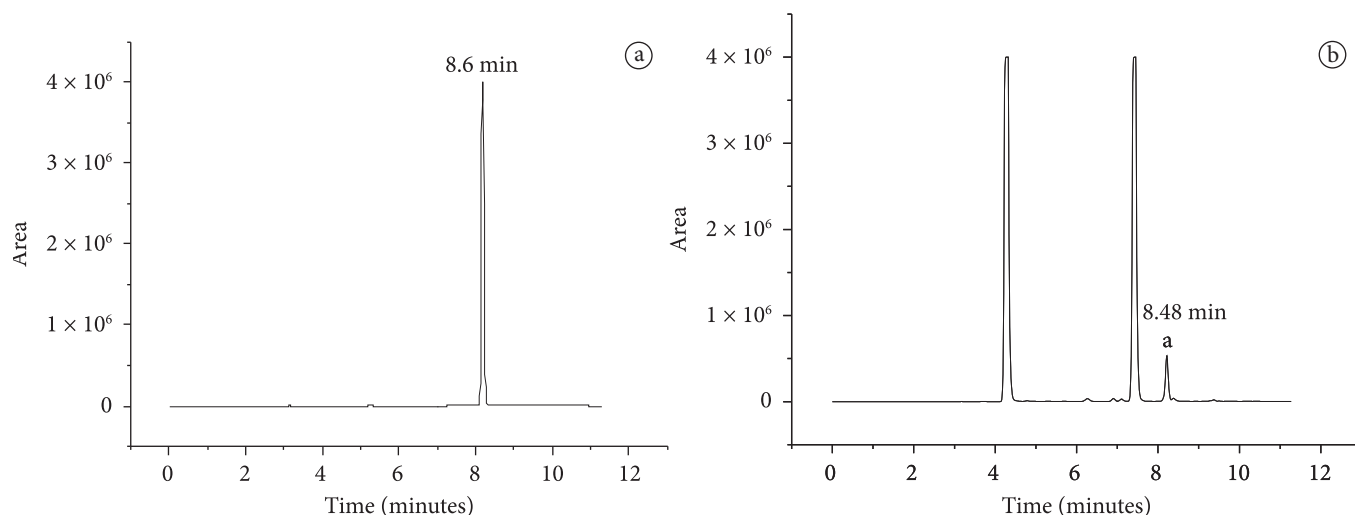 ⓐ
8.6 min
4 × 10⁶
3 × 10⁶
2 × 10⁶
1 × 10⁶
0
Area
0 2 4 6 8 10 12
Time (minutes)
ⓑ
4 × 10⁶
3 × 10⁶
2 × 10⁶
1 × 10⁶
0
Area
8.48 min
a
0 2 4 6 8 10 12
Time (minutes)